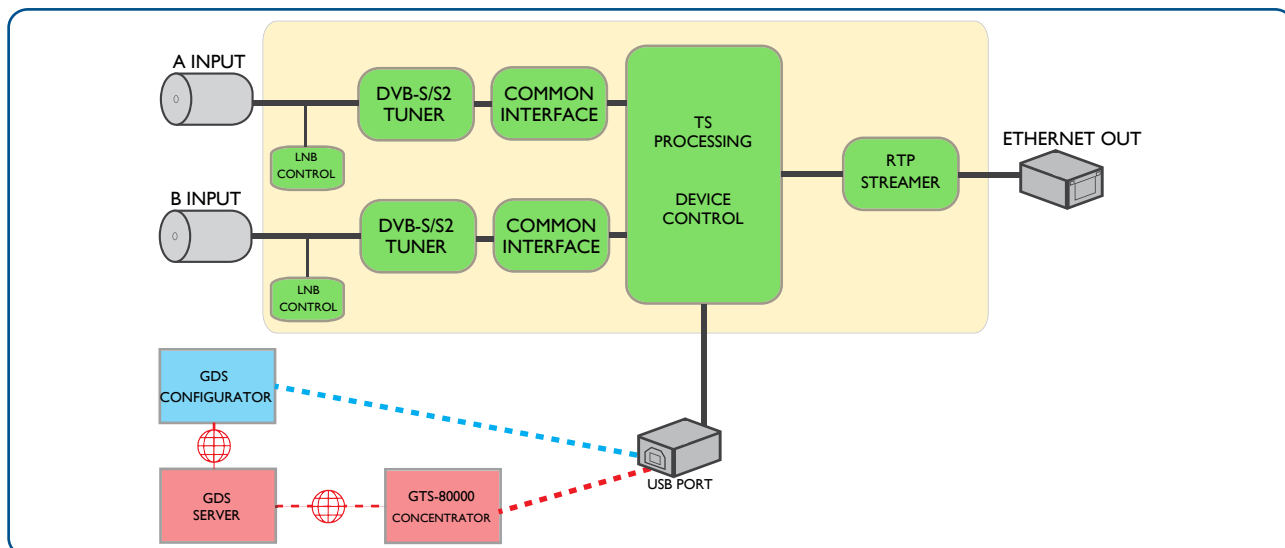 A INPUT
DVB-S/S2
TUNER
COMMON
INTERFACE
LNB
CONTROL
B INPUT
DVB-S/S2
TUNER
COMMON
INTERFACE
LNB
CONTROL
TS
PROCESSING
DEVICE
CONTROL
RTP
STREAMER
ETHERNET OUT
GDS
CONFIGURATOR
GDS
SERVER
GTS-80000
CONCENTRATOR
USB PORT